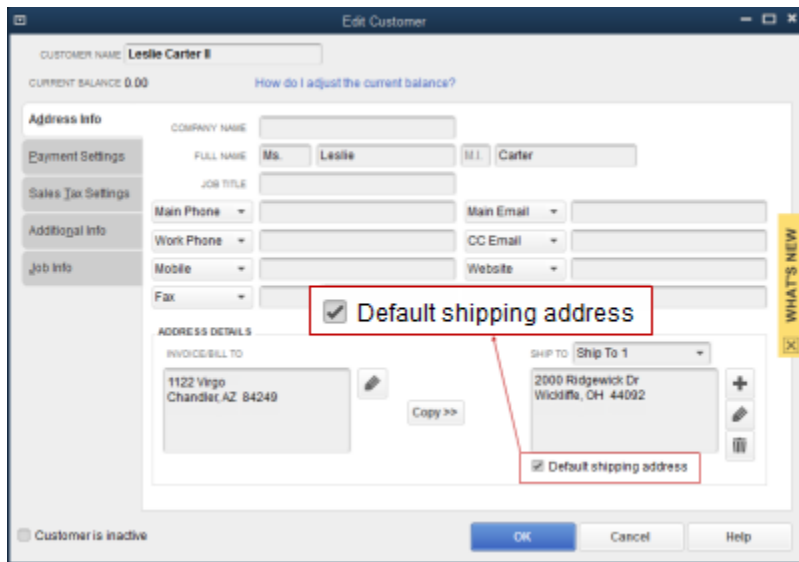 Edit Customer
CUSTOMER NAME Leslie Carter II
CURRENT BALANCE 0.00 How do I adjust the current balance?
Address Info
COMPANY NAME
Payment Settings
FULL NAME Ms. Leslie M.I. Carter
JOB TITLE
Sales Tax Settings
Main Phone Main Email
Additional Info
Work Phone CC Email
Job Info
Mobile Website
Fax
Default shipping address
WHAT'S NEW
ADDRESS DETAILS
INVOICE/BILL TO SHIP TO Ship To 1
1122 Virgo
Chandler, AZ 84249
Copy >>
2000 Ridgewick Dr
Wickliffe, OH 44092
Default shipping address
Customer is inactive
OK Cancel Help